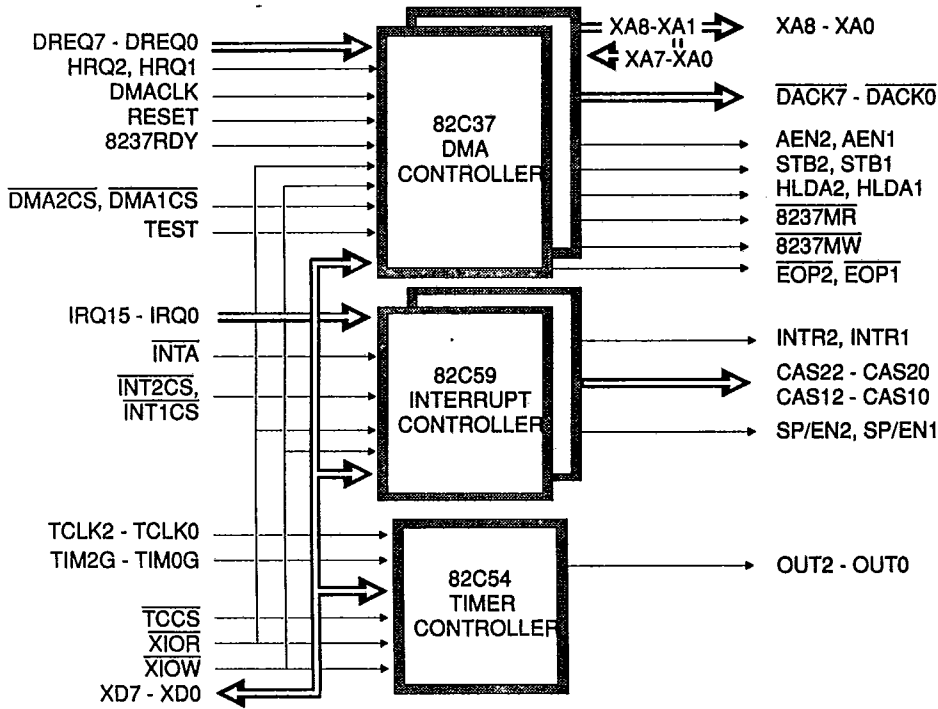 DREQ7 - DREQ0
HRQ2, HRQ1
DMACLK
RESET
8237RDY
DMA2CS, DMA1CS
TEST
82C37
DMA
CONTROLLER
XA8-XA1
XA7-XA0
XA8 - XA0
DACK7 - DACK0
AEN2, AEN1
STB2, STB1
HLDA2, HLDA1
8237MR
8237MW
EOP2, EOP1
IRQ15 - IRQ0
INTA
INT2CS,
INT1CS
82C59
INTERRUPT
CONTROLLER
INTR2, INTR1
CAS22 - CAS20
CAS12 - CAS10
SP/EN2, SP/EN1
TCLK2 - TCLK0
TIM2G - TIM0G
TCCS
XIOR
XIOW
XD7 - XD0
82C54
TIMER
CONTROLLER
OUT2 - OUT0